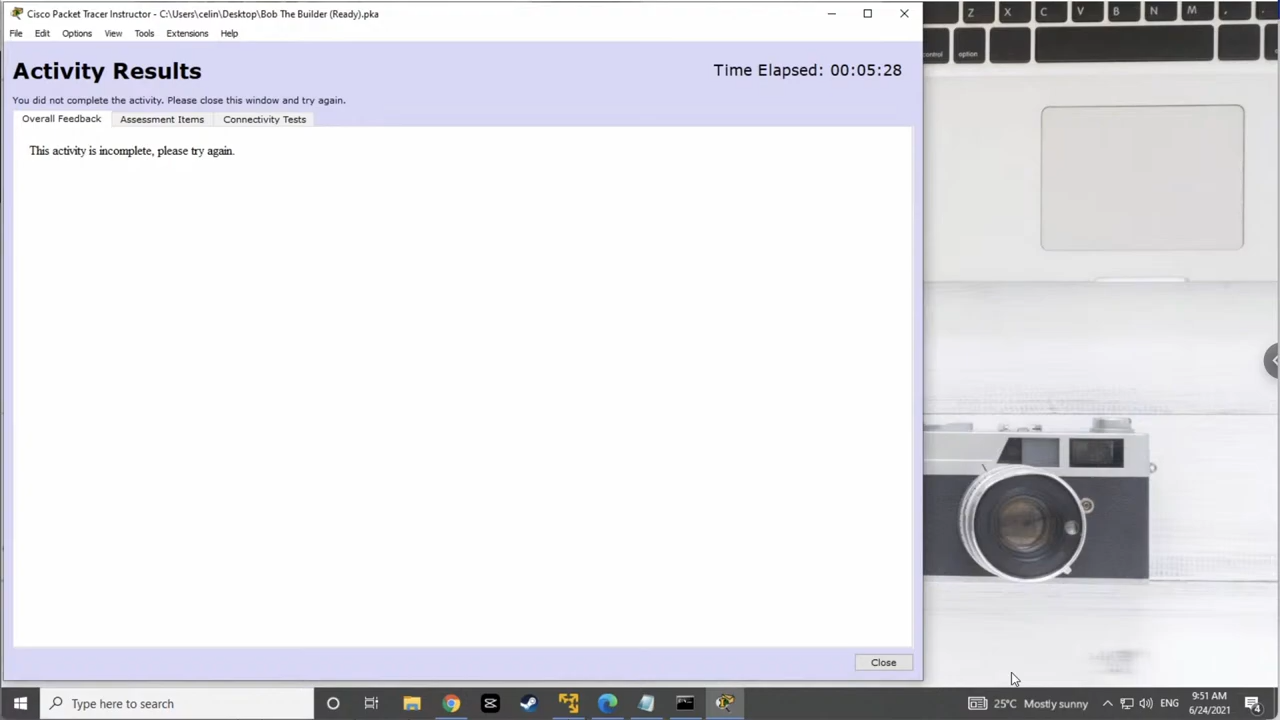 Cisco Packet Tracer Instructor - C:\Users\celin\Desktop\Bob The Builder (Ready).pka
File Edit Options View Tools Extensions Help
Activity Results
Time Elapsed: 00:05:28
You did not complete the activity. Please close this window and try again.
Overall Feedback Assessment Items Connectivity Tests
This activity is incomplete, please try again.
Close
Z X C V B N M
control option
Type here to search
25°C Mostly sunny
ENG
9:51 AM
6/24/2021
4